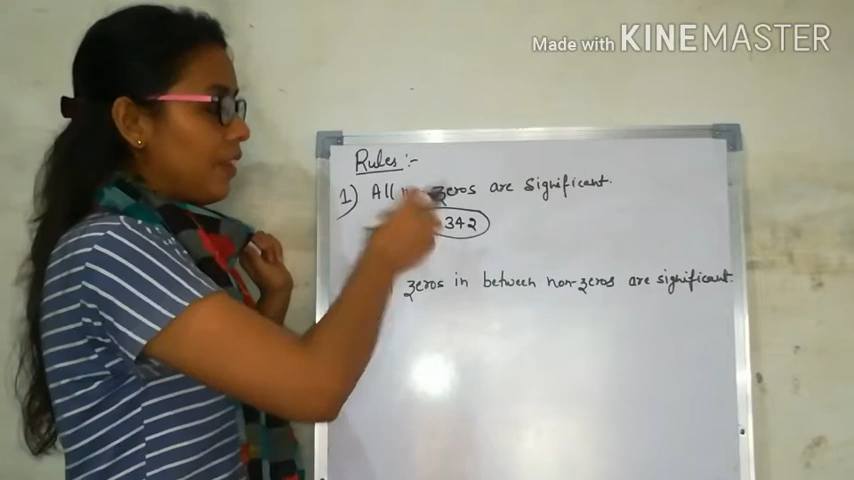 Made with KINEMASTER
Rules :-
1) All zeros are significant.
342
zeros in between non-zeros are significant.